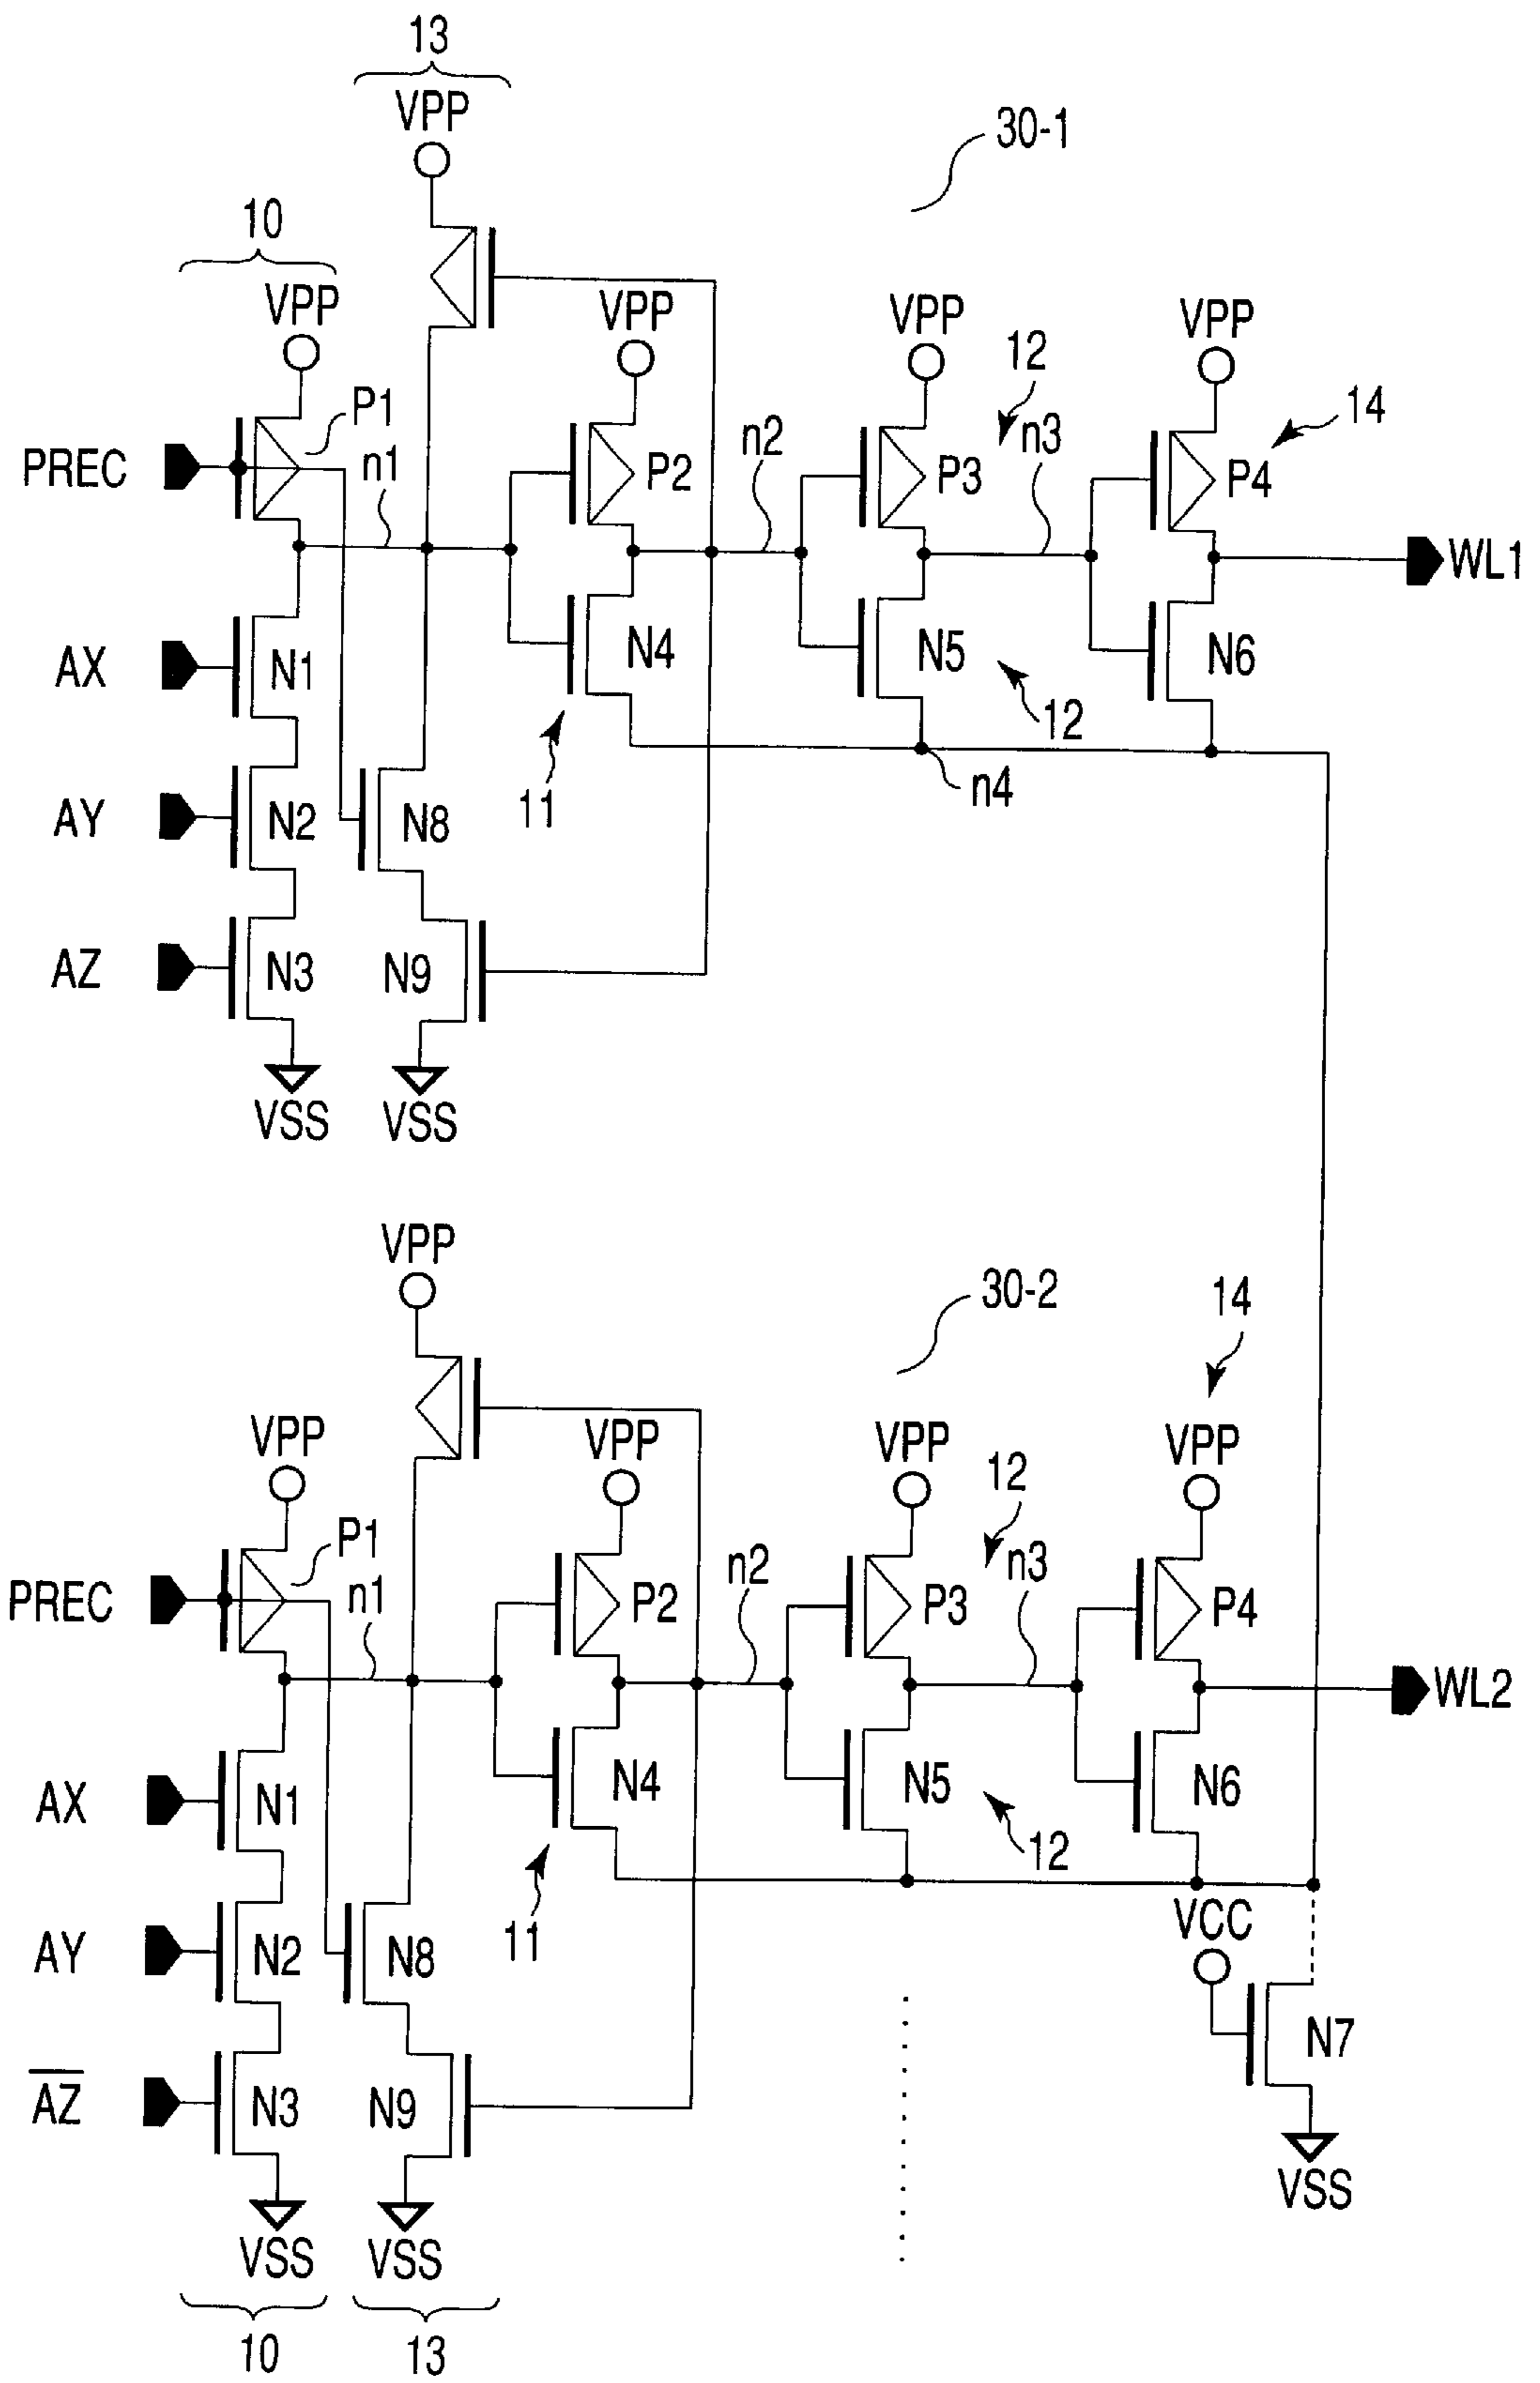 13
VPP
30-1
10
VPP
VPP
VPP
12
VPP
14
P1
PREC
n1
P2
n2
P3
n3
P4
WL1
AX
N1
N4
N5
N6
12
11
n4
AY
N2
N8
AZ
N3
N9
VSS
VSS
VPP
30-2
14
VPP
VPP
VPP
12
VPP
P1
PREC
n1
P2
n2
P3
n3
P4
WL2
AX
N1
N4
N5
N6
12
11
VCC
AY
N2
N8
N7
A̅Z̅
N3
N9
VSS
VSS
VSS
10
13